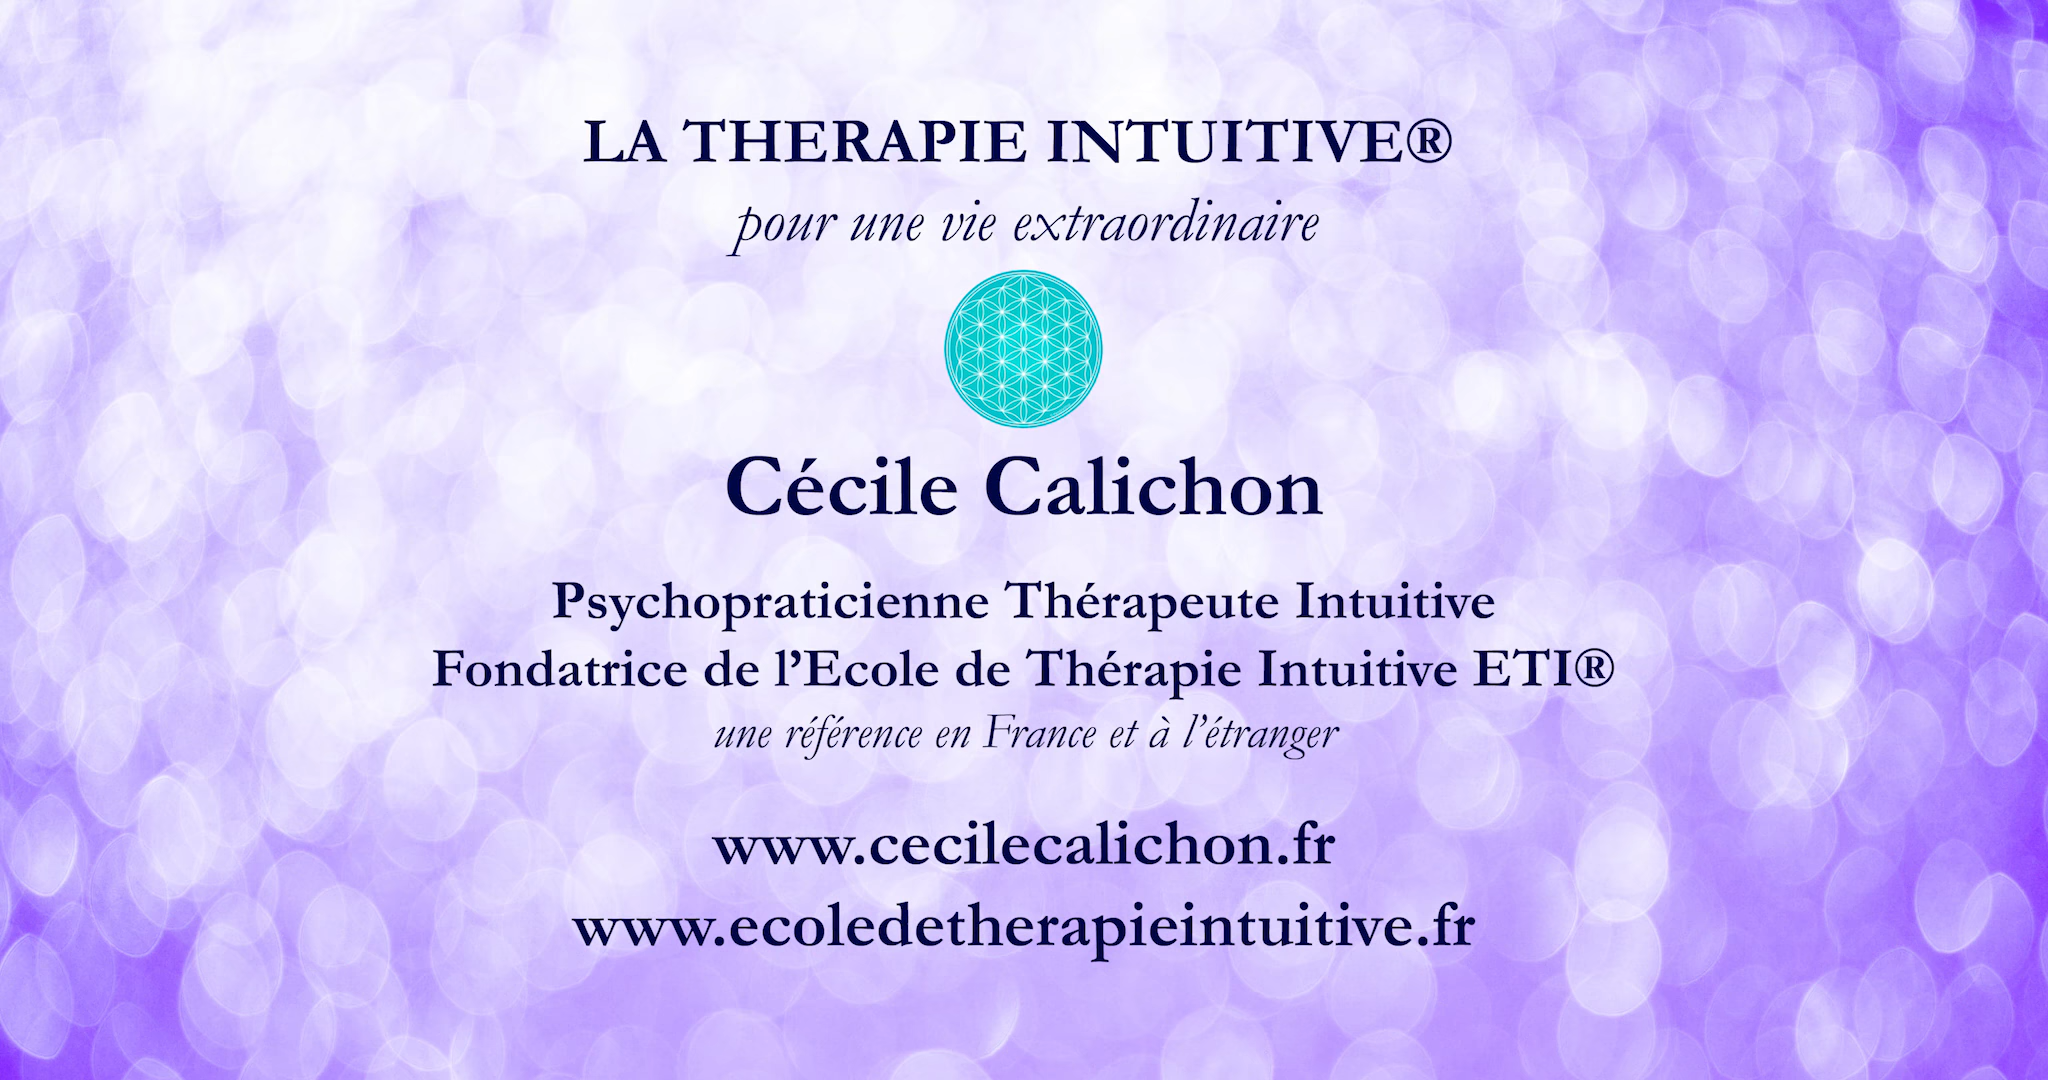 LA THERAPIE INTUITIVE®
pour une vie extraordinaire
Cécile Calichon
Psychopraticienne Thérapeute Intuitive
Fondatrice de l’Ecole de Thérapie Intuitive ETI®
une référence en France et à l’étranger
www.cecilecalichon.fr
www.ecoledetherapieintuitive.fr